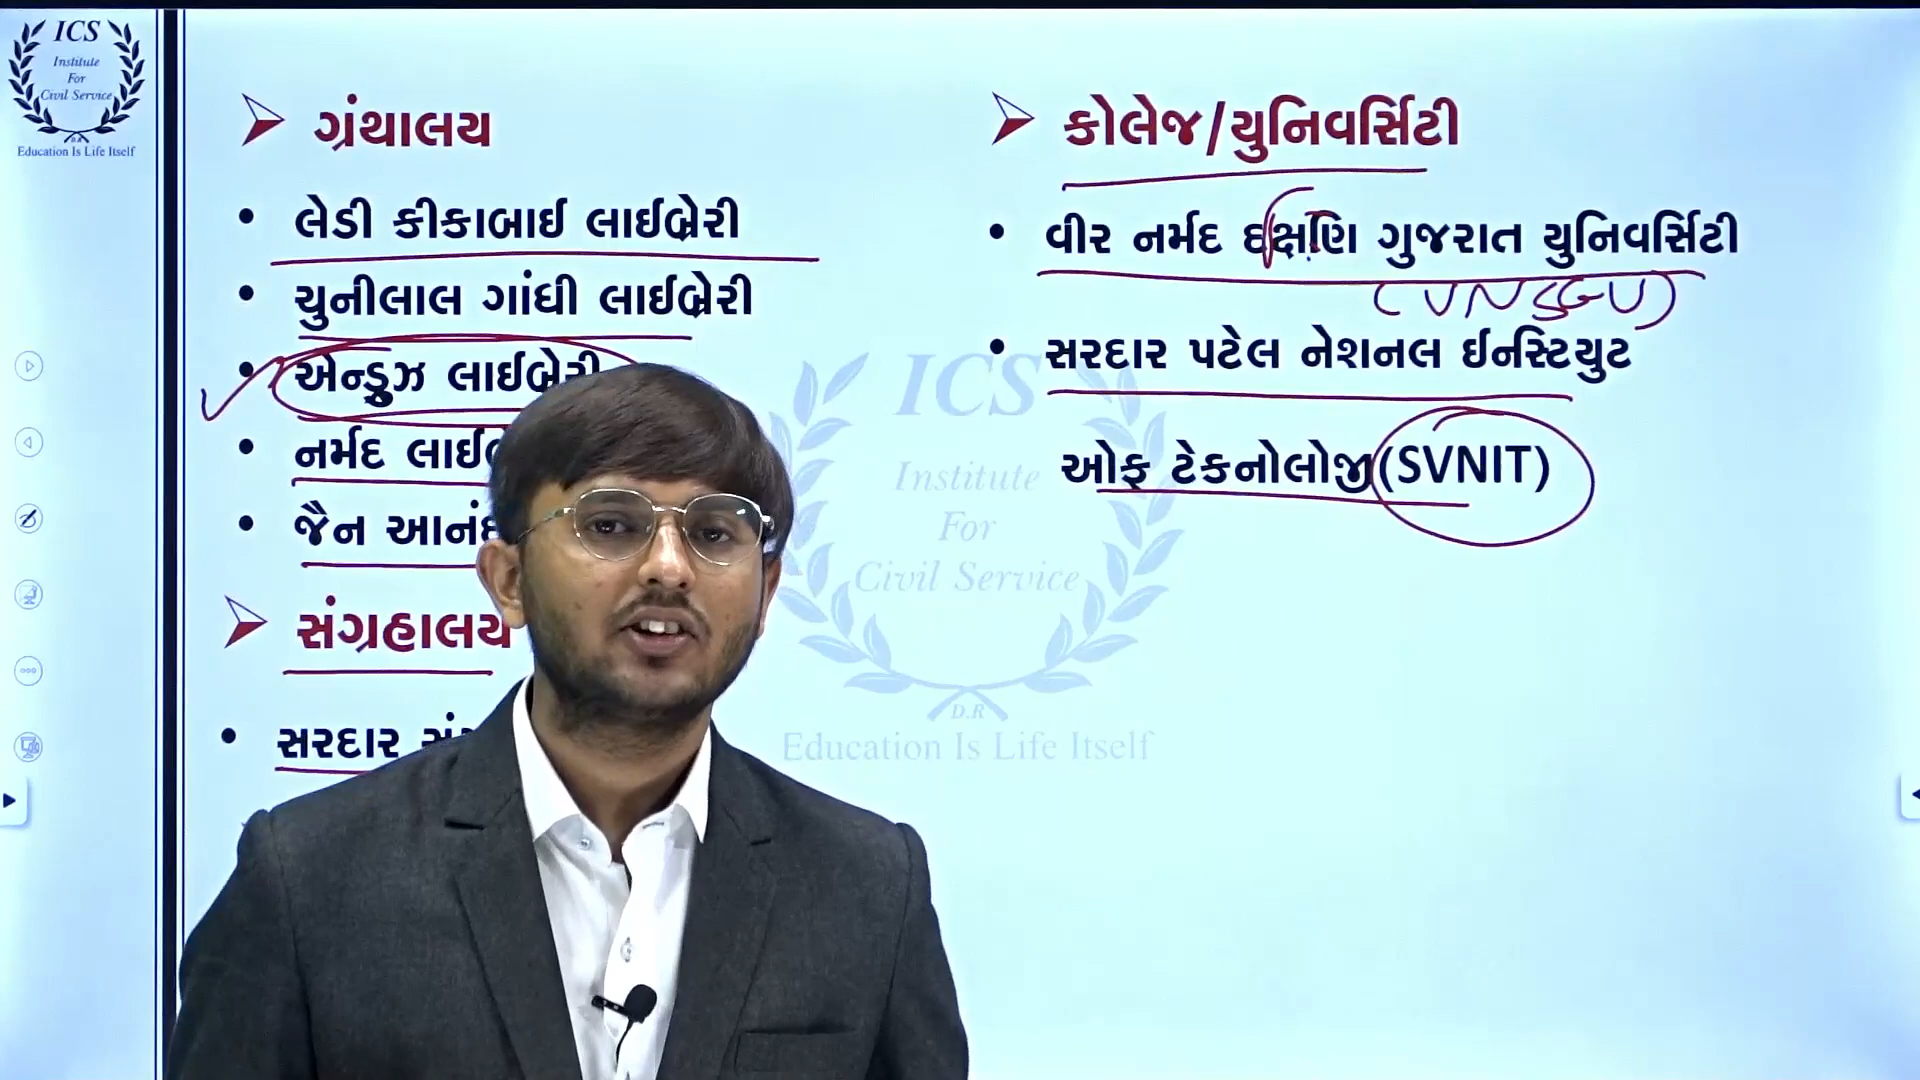 ICS
Institute
For
Civil Service
D.R
Education Is Life Itself
ગ્રંથાલય
લેડી કીકાબાઈ લાઈબ્રેરી
ચુનીલાલ ગાંધી લાઈબ્રેરી
એન્ડ્રુઝ લાઈબ્રેરી
નર્મદ
જૈન
સંગ્રહાલય
સરદાર
કોલેજ/યુનિવર્સિટી
વીર નર્મદ દક્ષિણ ગુજરાત યુનિવર્સિટી
(VNSGU)
સરદાર પટેલ નેશનલ ઈનસ્ટિયુટ
ઓફ ટેકનોલોજી(SVNIT)
ICS
Institute
For
Civil Service
D.R
Education Is Life Itself